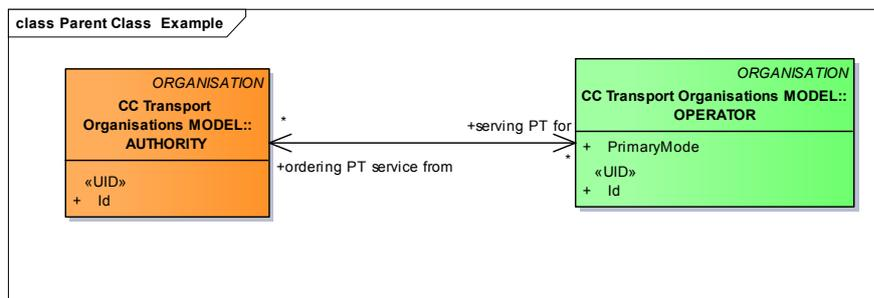 class Parent Class Example
ORGANISATION
CC Transport
Organisations MODEL::
AUTHORITY
«UID»
+ Id
*
+ordering PT service from
+serving PT for
*
ORGANISATION
CC Transport Organisations MODEL::
OPERATOR
+ PrimaryMode
«UID»
+ Id